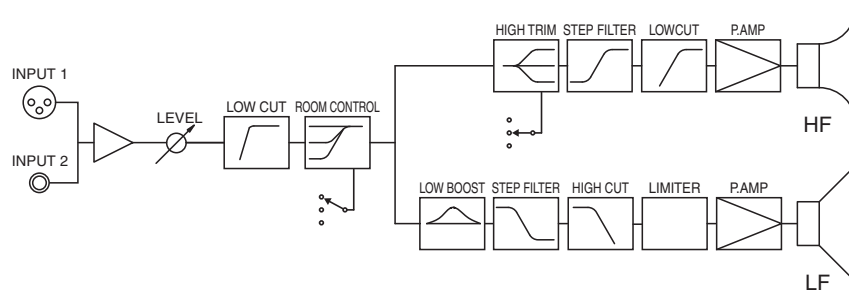 HIGH TRIM STEP FILTER LOWCUT P.AMP
INPUT 1
LEVEL LOW CUT ROOM CONTROL
HF
INPUT 2
LOW BOOST STEP FILTER HIGH CUT LIMITER P.AMP
LF